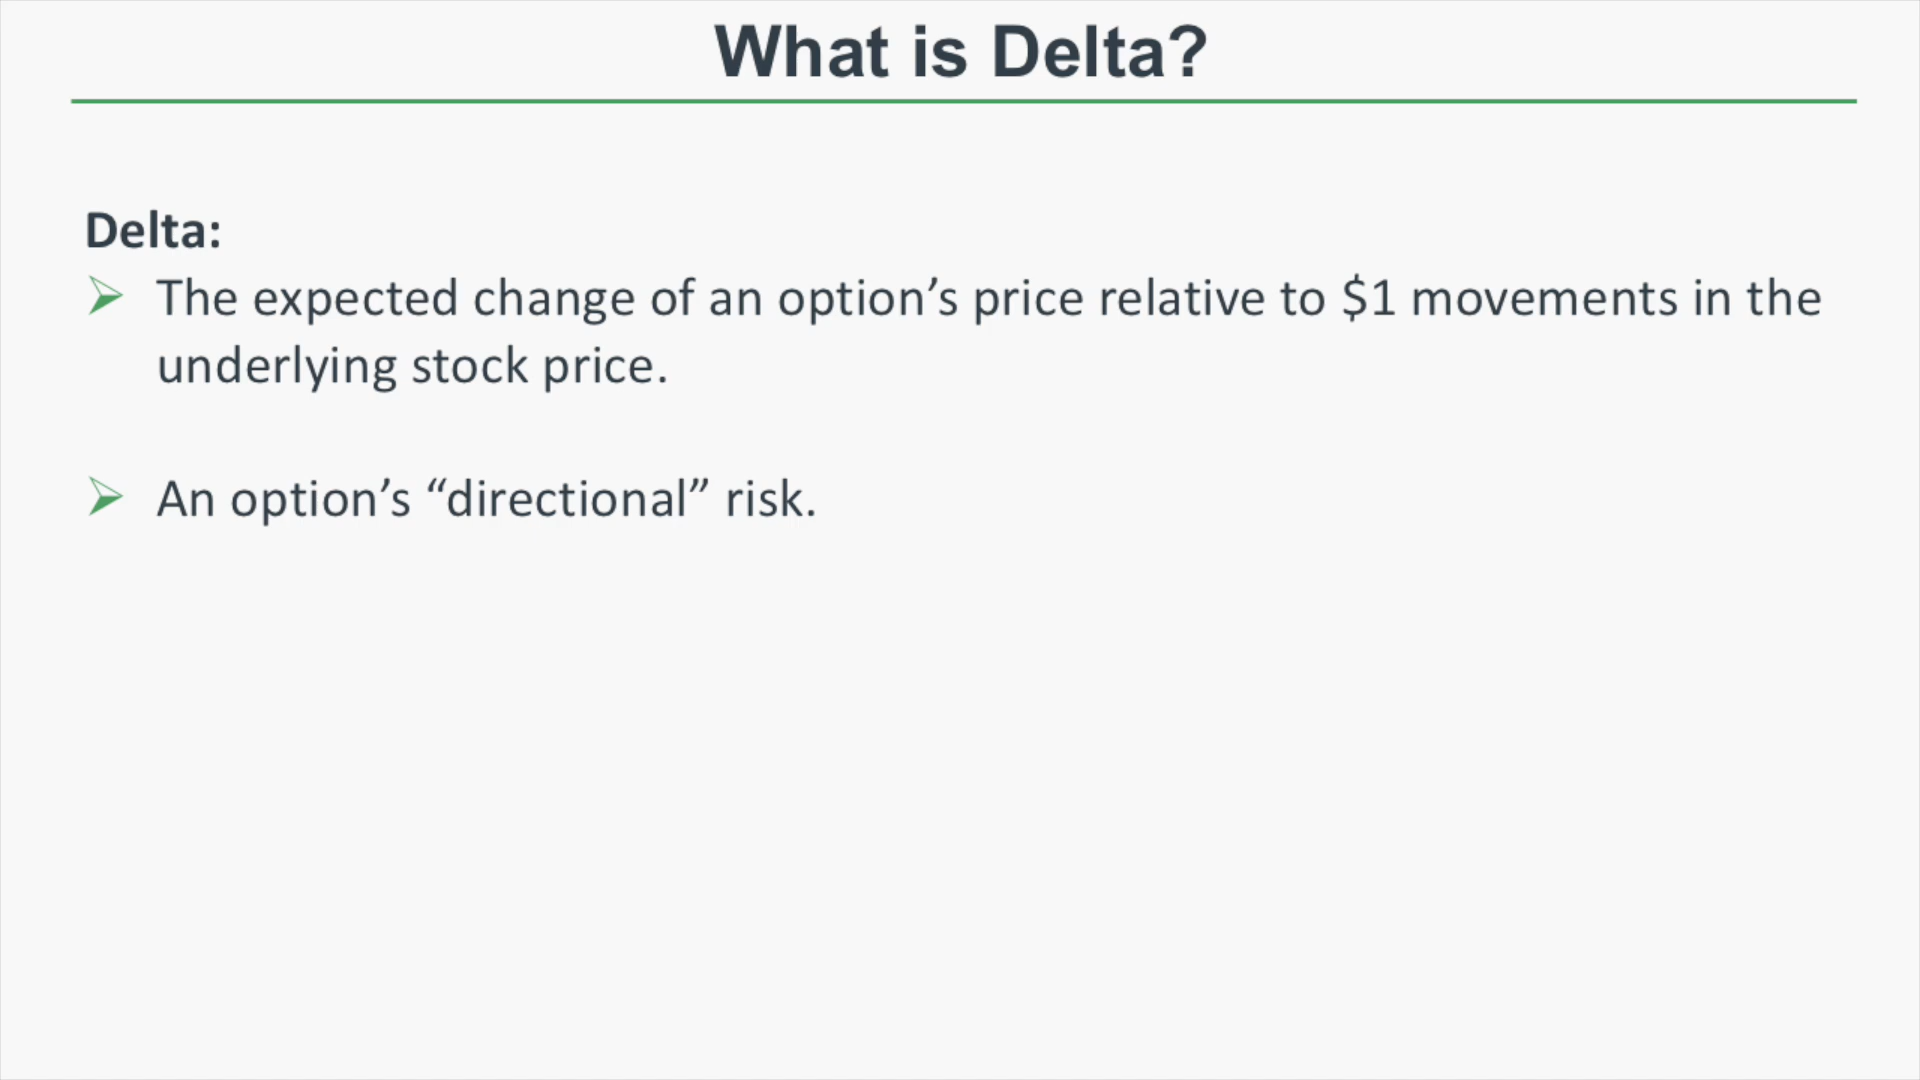 What is Delta?
Delta:
The expected change of an option’s price relative to $1 movements in the
underlying stock price.
An option’s “directional” risk.